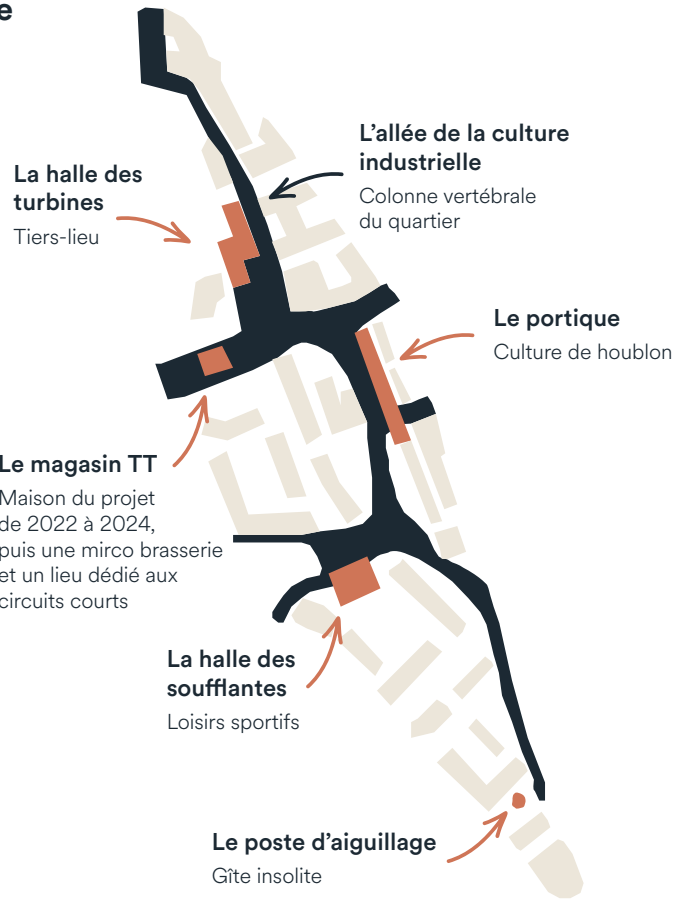 e
L'allée de la culture
industrielle
Colonne vertébrale
du quartier
La halle des
turbines
Tiers-lieu
Le portique
Culture de houblon
Le magasin TT
Maison du projet
de 2022 à 2024,
puis une mirco brasserie
et un lieu dédié aux
circuits courts
La halle des
soufflantes
Loisirs sportifs
Le poste d'aiguillage
Gîte insolite